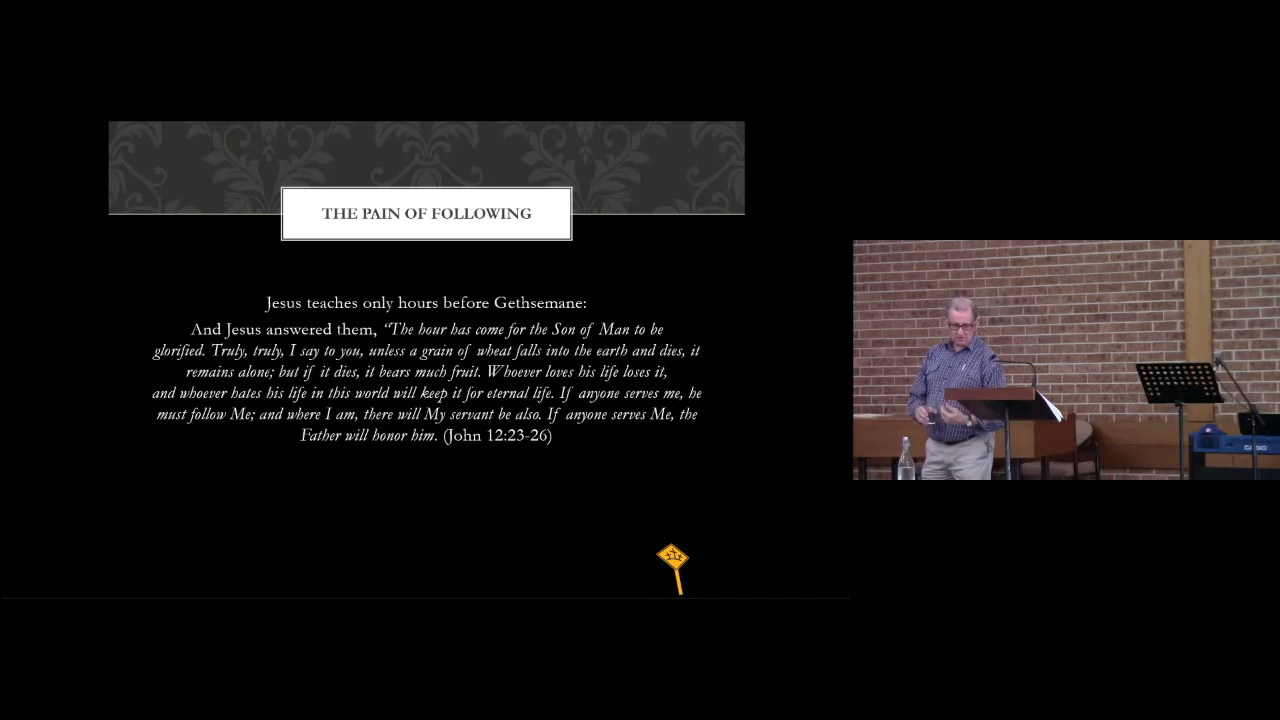 THE PAIN OF FOLLOWING
Jesus teaches only hours before Gethsemane:
And Jesus answered them, “The hour has come for the Son of Man to be
glorified. Truly, truly, I say to you, unless a grain of wheat falls into the earth and dies, it
remains alone; but if it dies, it bears much fruit. Whoever loves his life loses it,
and whoever hates his life in this world will keep it for eternal life. If anyone serves me, he
must follow Me; and where I am, there will My servant be also. If anyone serves Me, the
Father will honor him. (John 12:23-26)
CASIO